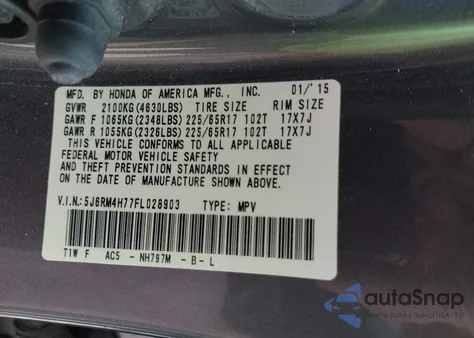 MFD. BY HONDA OF AMERICA MFG., INC. 01/'15
GVWR 2100KG(4630LBS) TIRE SIZE RIM SIZE
GAWR F 1065KG(2348LBS) 225/65R17 102T 17X7J
GAWR R 1055KG(2326LBS) 225/65R17 102T 17X7J
THIS VEHICLE CONFORMS TO ALL APPLICABLE
FEDERAL MOTOR VEHICLE SAFETY
AND THEFT PREVENTION STANDARDS IN EFFECT
ON THE DATE OF MANUFACTURE SHOWN ABOVE.
V.I.N.:5J6RM4H77FL028903 TYPE: MPV
TIW F AC5 - NH797M - B - L
autoSnap